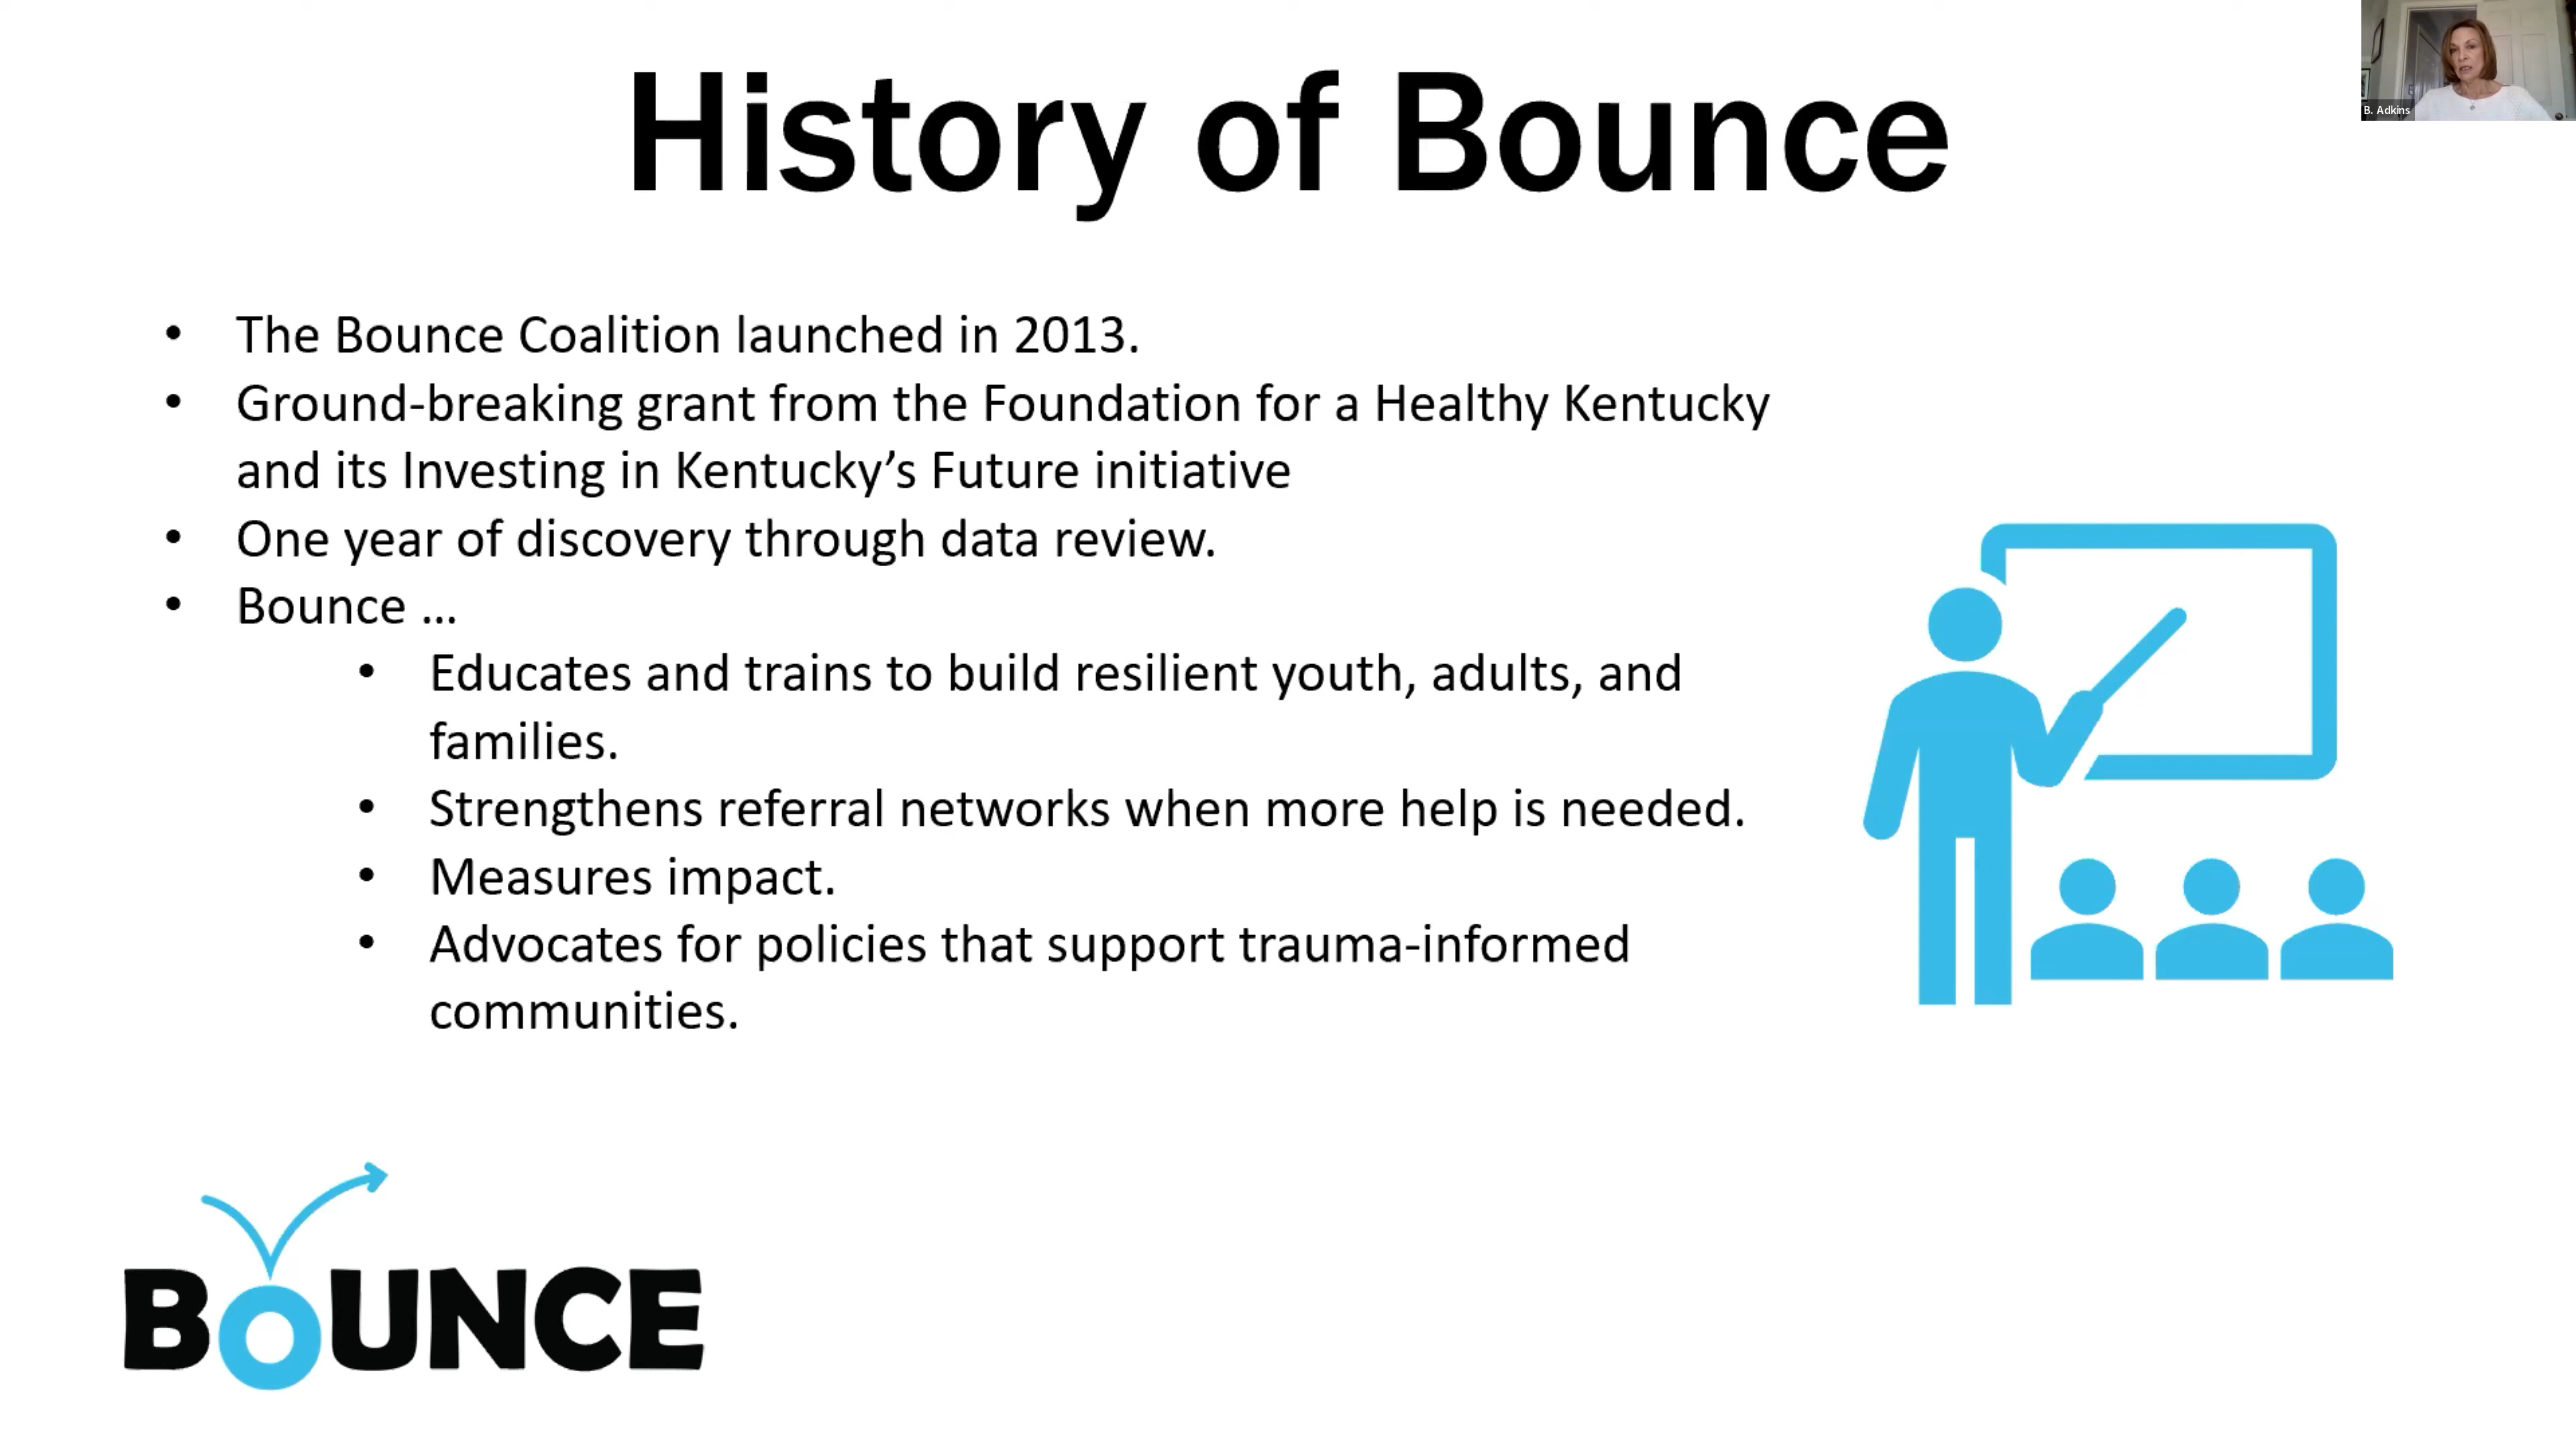 History of Bounce
B. Adkins
• The Bounce Coalition launched in 2013.
• Ground-breaking grant from the Foundation for a Healthy Kentucky
and its Investing in Kentucky’s Future initiative
• One year of discovery through data review.
• Bounce ...
• Educates and trains to build resilient youth, adults, and
families.
• Strengthens referral networks when more help is needed.
• Measures impact.
• Advocates for policies that support trauma-informed
communities.
BOUNCE